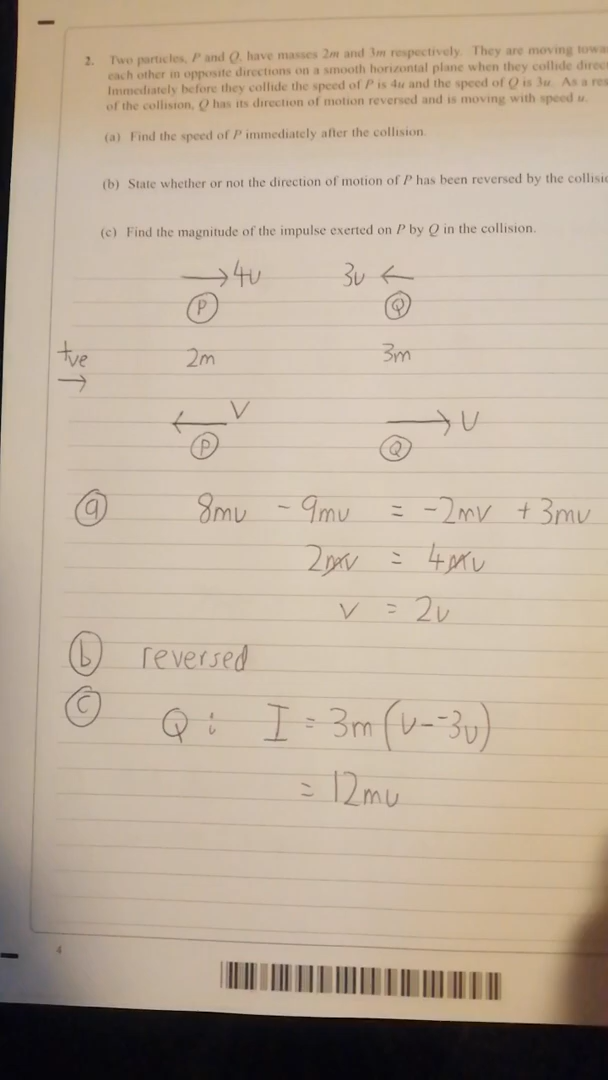 2. Two particles, P and Q, have masses 2m and 3m respectively. They are moving
each other in opposite directions on a smooth horizontal plane when they collide
Immediately before they collide the speed of P is 4u and the speed of Q is 3u. As a
of the collision, Q has its direction of motion reversed and is moving with speed u.
(a) Find the speed of P immediately after the collision.
(b) State whether or not the direction of motion of P has been reversed by the
(c) Find the magnitude of the impulse exerted on P by Q in the collision.
→ 4u 3u ←
P Q
+ve → 2m 3m
← v → u
P Q
(a) 8mu - 9mu = -2mv + 3mu
2mv = 4mu
v = 2u
(b) reversed
(c) Q : I = 3m(u--3u)
= 12mu
4